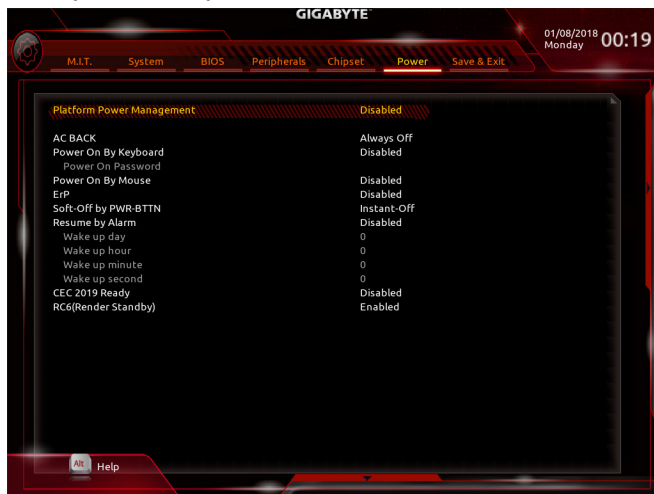 GIGABYTE
01/08/2018 00:19
Monday
M.I.T. System BIOS Peripherals Chipset Power Save & Exit
Platform Power Management Disabled
AC BACK Always Off
Power On By Keyboard Disabled
Power On Password
Power On By Mouse Disabled
ErP Disabled
Soft-Off by PWR-BTTN Instant-Off
Resume by Alarm Disabled
Wake up day 0
Wake up hour 0
Wake up minute 0
Wake up second 0
CEC 2019 Ready Disabled
RC6(Render Standby) Enabled
Alt Help